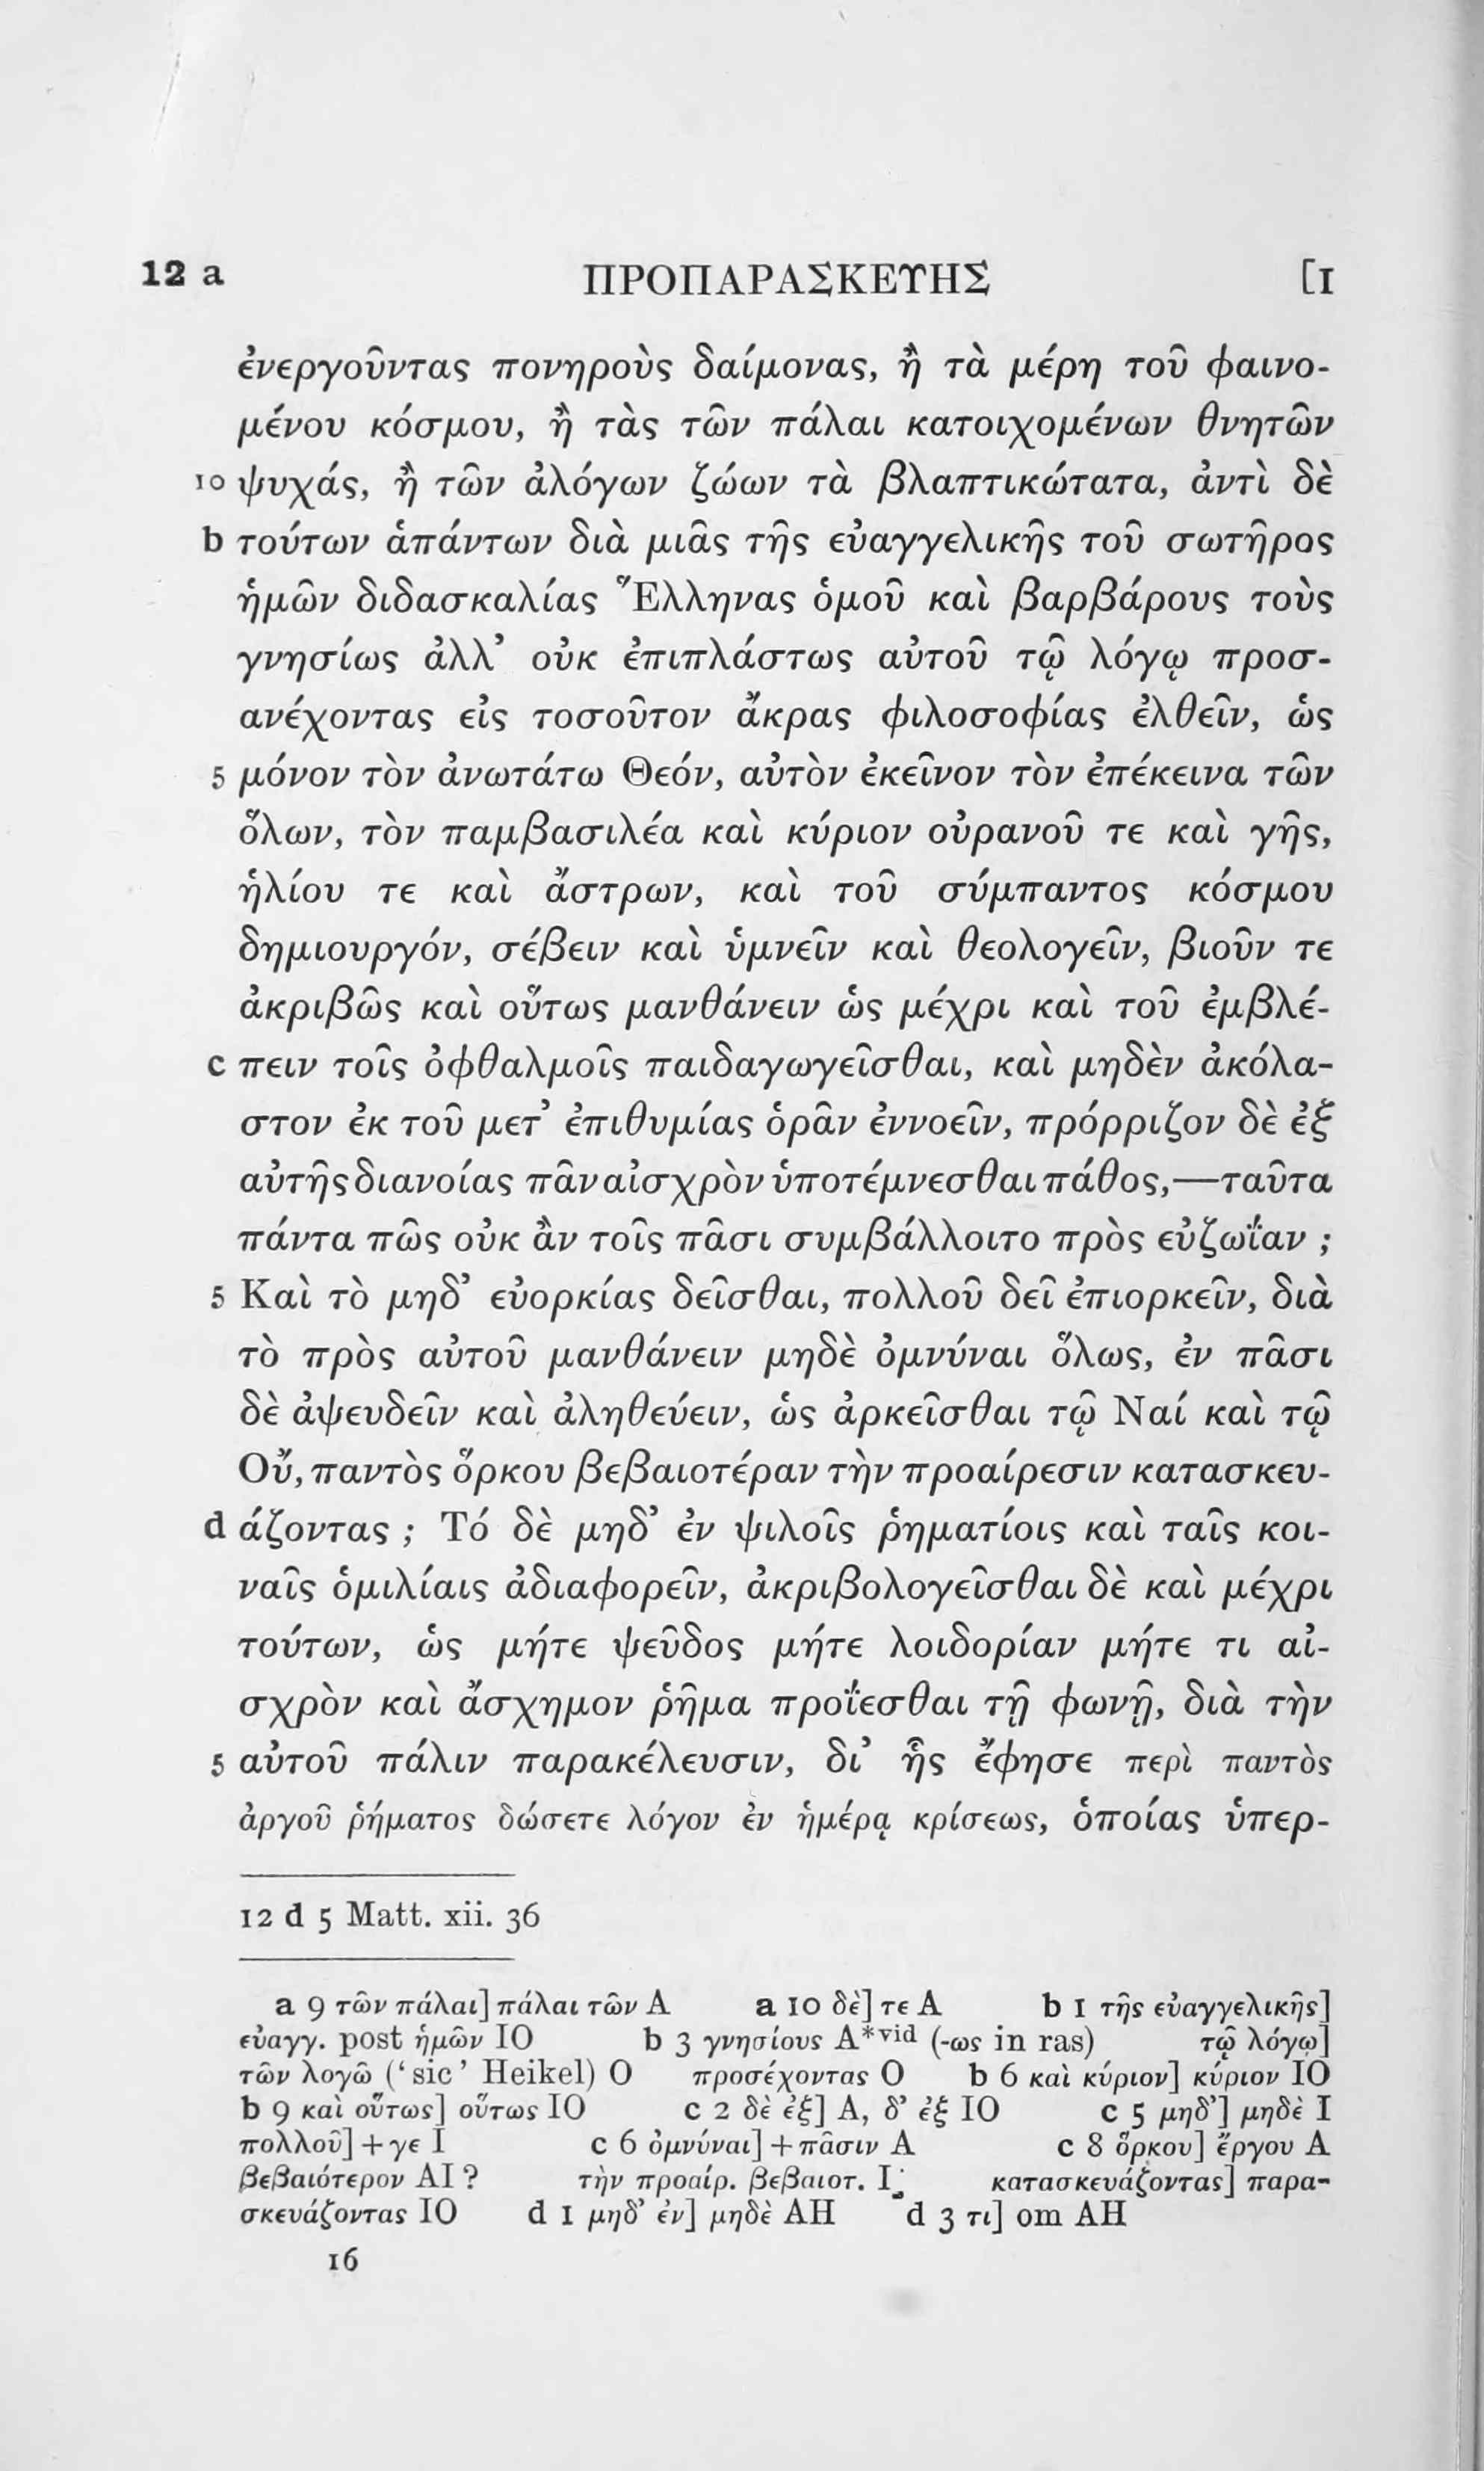 12 a ΠΡΟΠΑΡΑΣΚΕΥΗΣ [1
ἐνεργοῦντας πονηροὺς δαίμονας, ἢ τὰ μέρη τοῦ φαινο-
μένου κόσμου, ἢ τὰς τῶν πάλαι κατοιχομένων θνητῶν
10 ψυχάς, ἢ τῶν ἀλόγων ζώων τὰ βλαπτικώτατα, ἀντὶ δὲ
b τούτων ἁπάντων διὰ μιᾶς τῆς εὐαγγελικῆς τοῦ σωτῆρος
ἡμῶν διδασκαλίας Ἕλληνας ὁμοῦ καὶ βαρβάρους τοὺς
γνησίως ἀλλ’ οὐκ ἐπιπλάστως αὐτοῦ τῷ λόγῳ προσ-
ανέχοντας εἰς τοσοῦτον ἄκρας φιλοσοφίας ἐλθεῖν, ὡς
5 μόνον τὸν ἀνωτάτω Θεόν, αὐτὸν ἐκεῖνον τὸν ἐπέκεινα τῶν
ὅλων, τὸν παμβασιλέα καὶ κύριον οὐρανοῦ τε καὶ γῆς,
ἡλίου τε καὶ ἄστρων, καὶ τοῦ σύμπαντος κόσμου
δημιουργόν, σέβειν καὶ ὑμνεῖν καὶ θεολογεῖν, βιοῦν τε
ἀκριβῶς καὶ οὕτως μανθάνειν ὡς μέχρι καὶ τοῦ ἐμβλέ-
c πειν τοῖς ὀφθαλμοῖς παιδαγωγεῖσθαι, καὶ μηδὲν ἀκόλα-
στον ἐκ τοῦ μετ’ ἐπιθυμίας ὁρᾶν ἐννοεῖν, πρόρριζον δὲ ἐξ
αὐτῆς διανοίας πᾶν αἰσχρὸν ὑποτέμνεσθαι πάθος,—ταῦτα
πάντα πῶς οὐκ ἂν τοῖς πᾶσι συμβάλλοιτο πρὸς εὐζωΐαν ;
5 Καὶ τὸ μηδ’ εὐορκίας δεῖσθαι, πολλοῦ δεῖ ἐπιορκεῖν, διὰ
τὸ πρὸς αὐτοῦ μανθάνειν μηδὲ ὀμνύναι ὅλως, ἐν πᾶσι
δὲ ἀψευδεῖν καὶ ἀληθεύειν, ὡς ἀρκεῖσθαι τῷ Ναί καὶ τῷ
Οὔ, παντὸς ὅρκου βεβαιοτέραν τὴν προαίρεσιν κατασκευ-
d άζοντας ; Τό δὲ μηδ’ ἐν ψιλοῖς ῥηματίοις καὶ ταῖς κοι-
ναῖς ὁμιλίαις ἀδιαφορεῖν, ἀκριβολογεῖσθαι δὲ καὶ μέχρι
τούτων, ὡς μήτε ψεῦδος μήτε λοιδορίαν μήτε τι αἰ-
σχρὸν καὶ ἄσχημον ῥῆμα προΐεσθαι τῇ φωνῇ, διὰ τὴν
5 αὐτοῦ πάλιν παρακέλευσιν, δι’ ἧς ἔφησε περὶ παντὸς
ἀργοῦ ῥήματος δώσετε λόγον ἐν ἡμέρᾳ κρίσεως, ὁποίας ὑπερ-
12 d 5 Matt. xii. 36
a 9 τῶν πάλαι] πάλαι τῶν A a 10 δὲ] τε A b 1 τῆς εὐαγγελικῆς]
εὐαγγ. post ἡμῶν IO b 3 γνησίους A*vid (-ως in ras) τῷ λόγῳ]
τῶν λογῶ (‘sic’ Heikel) O προσέχοντας O b 6 καὶ κύριον] κύριον IO
b 9 καὶ οὕτως] οὕτως IO c 2 δὲ ἐξ] A, δ’ ἐξ IO c 5 μηδ’] μηδὲ I
πολλοῦ] + γε I c 6 ὀμνύναι] + πᾶσιν A c 8 ὅρκου] ἔργου A
βεβαιότερον AI ? τὴν προαίρ. βεβαιοτ. I; κατασκευάζοντας] παρα-
σκευάζοντας IO d 1 μηδ’ ἐν] μηδὲ AH d 3 τι] om AH
16